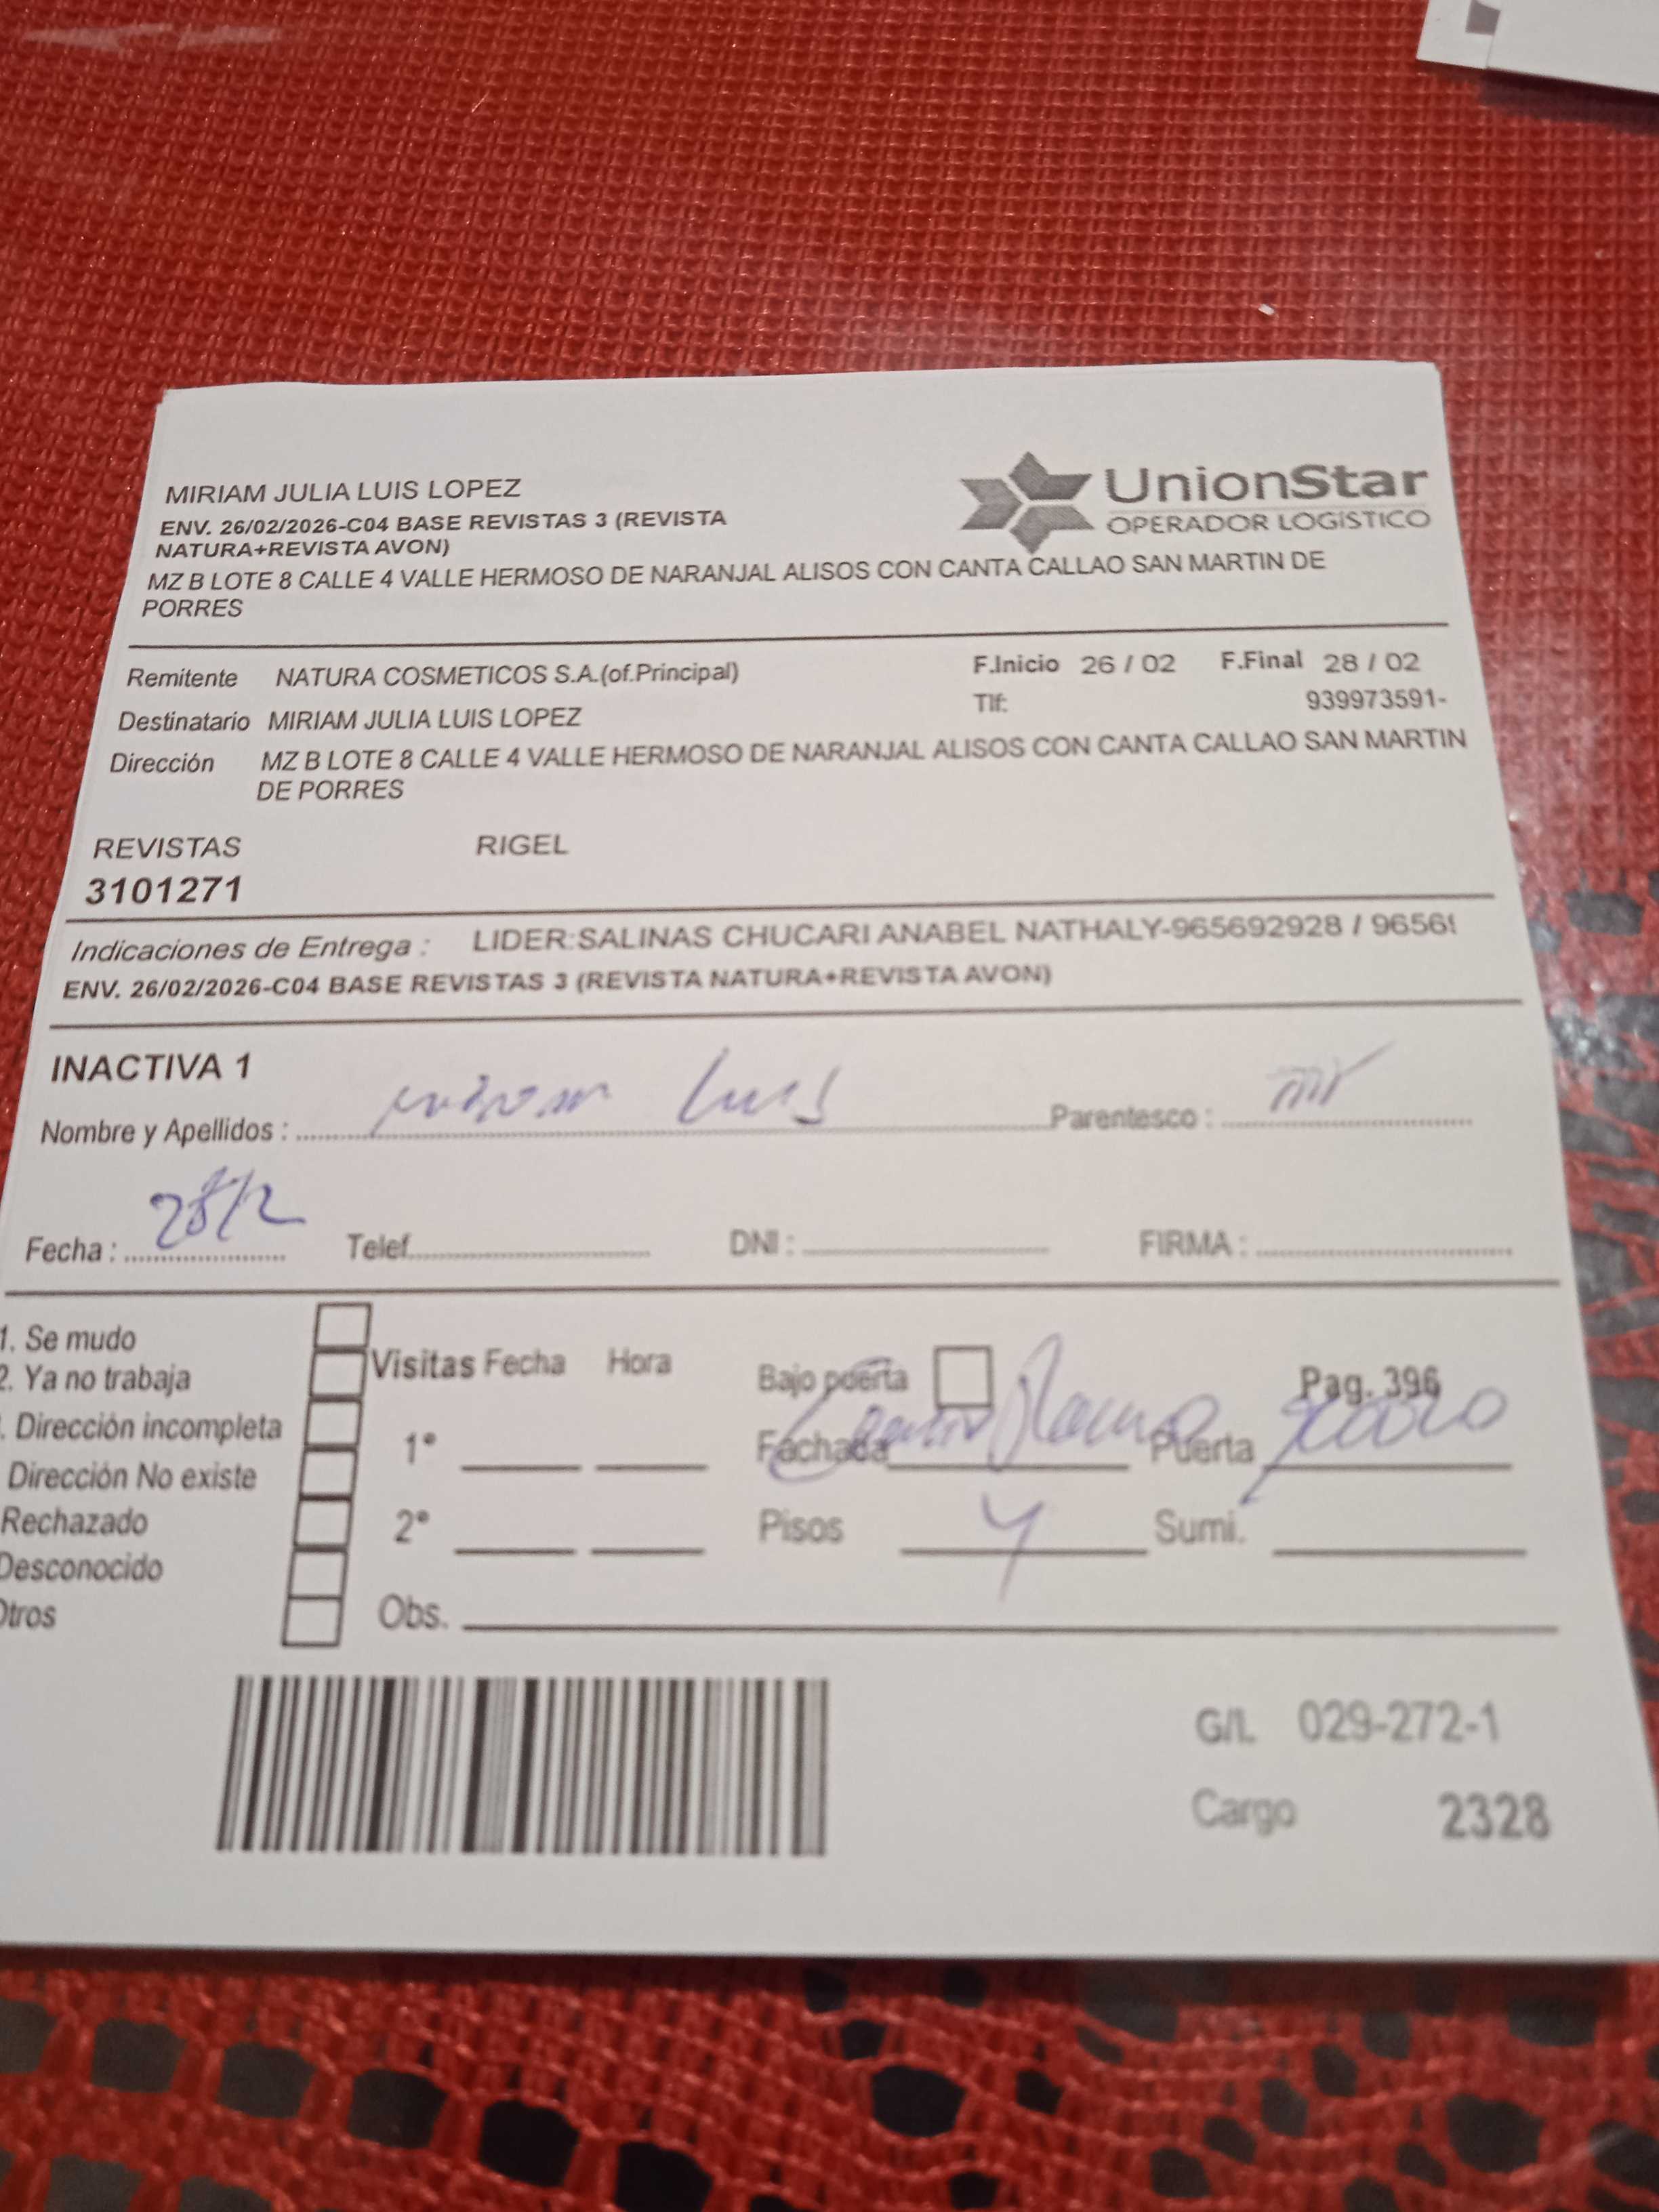 MIRIAM JULIA LUIS LOPEZ
UnionStar
OPERADOR LOGÍSTICO
ENV. 26/02/2026-C04 BASE REVISTAS 3 (REVISTA
NATURA+REVISTA AVON)
MZ B LOTE 8 CALLE 4 VALLE HERMOSO DE NARANJAL ALISOS CON CANTA CALLAO SAN MARTIN DE
PORRES
Remitente NATURA COSMETICOS S.A.(of.Principal) F.Inicio 26 / 02 F.Final 28 / 02
Destinatario MIRIAM JULIA LUIS LOPEZ Tlf: 939973591-
Dirección MZ B LOTE 8 CALLE 4 VALLE HERMOSO DE NARANJAL ALISOS CON CANTA CALLAO SAN MARTIN
DE PORRES
REVISTAS RIGEL
3101271
Indicaciones de Entrega : LIDER:SALINAS CHUCARI ANABEL NATHALY-965692928 / 9656
ENV. 26/02/2026-C04 BASE REVISTAS 3 (REVISTA NATURA+REVISTA AVON)
INACTIVA 1
Nombre y Apellidos : Luis Parentesco :
Fecha : 28/2 Telef. DNI : FIRMA :
1. Se mudo
2. Ya no trabaja
. Dirección incompleta
Dirección No existe
Rechazado
Desconocido
Otros
Visitas Fecha Hora Bajo puerta Pag. 396
1° Fachada Puerta
2° Pisos 4 Sumi.
Obs.
G/L 029-272-1
Cargo 2328